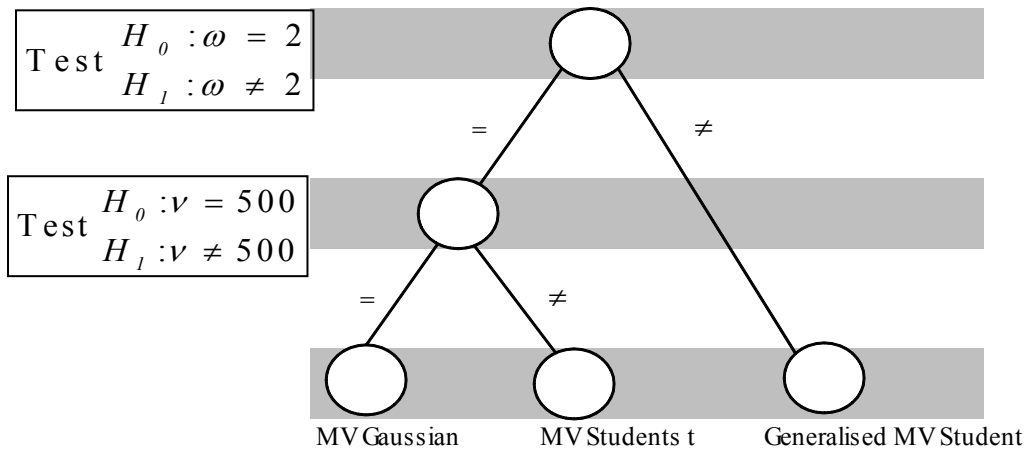 Test H₀ : ω = 2
H₁ : ω ≠ 2
= ≠
Test H₀ : ν = 500
H₁ : ν ≠ 500
= ≠
MV Gaussian MV Students t Generalised MV Student